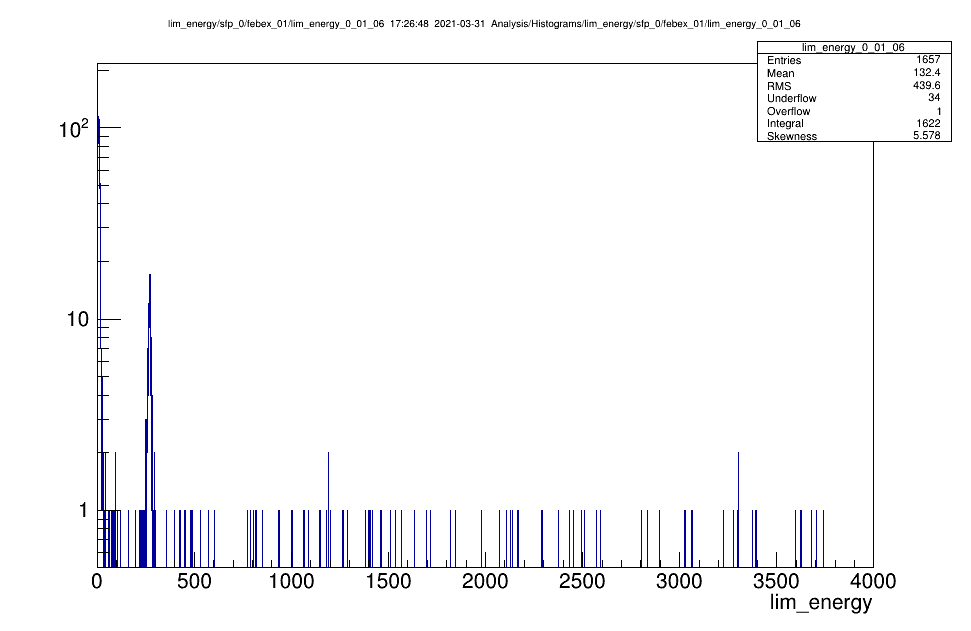 lim_energy/sfp_0/febex_01/lim_energy_0_01_06 17:26:48 2021-03-31 Analysis/Histograms/lim_energy/sfp_0/febex_01/lim_energy_0_01_06
lim_energy_0_01_06
Entries 1657
Mean 132.4
RMS 439.6
Underflow 34
Overflow 1
Integral 1622
Skewness 5.578
10²
10
1
0 500 1000 1500 2000 2500 3000 3500 4000
lim_energy